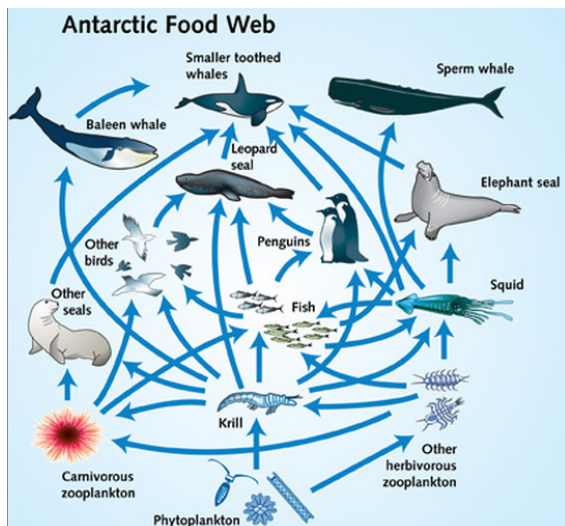 Antarctic Food Web
Smaller toothed
whales
Sperm whale
Baleen whale
Leopard
seal
Elephant seal
Other
birds
Penguins
Other
seals
Fish
Squid
Krill
Carnivorous
zooplankton
Other
herbivorous
zooplankton
Phytoplankton